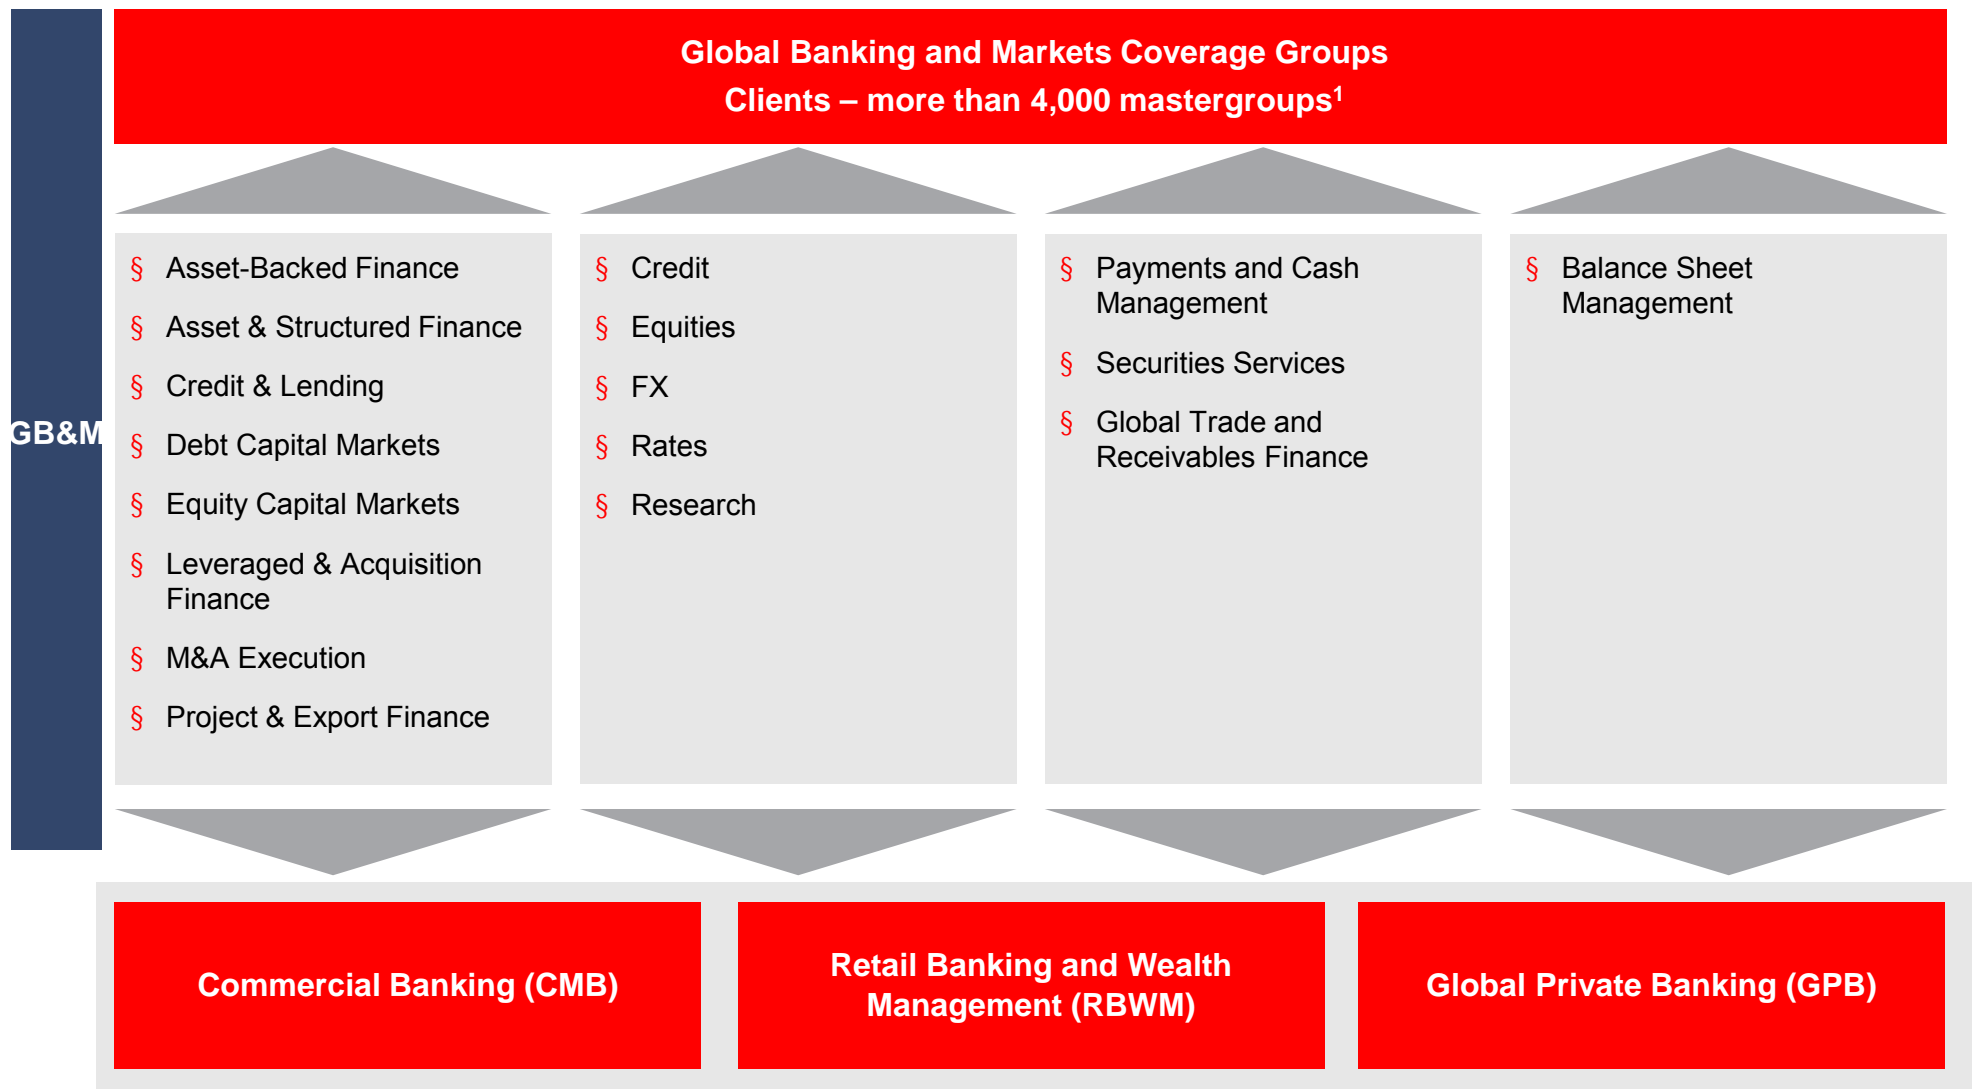 Global Banking and Markets Coverage Groups
Clients – more than 4,000 mastergroups¹
GB&M
§ Asset-Backed Finance
§ Asset & Structured Finance
§ Credit & Lending
§ Debt Capital Markets
§ Equity Capital Markets
§ Leveraged & Acquisition
Finance
§ M&A Execution
§ Project & Export Finance
§ Credit
§ Equities
§ FX
§ Rates
§ Research
§ Payments and Cash
Management
§ Securities Services
§ Global Trade and
Receivables Finance
§ Balance Sheet
Management
Commercial Banking (CMB)
Retail Banking and Wealth
Management (RBWM)
Global Private Banking (GPB)